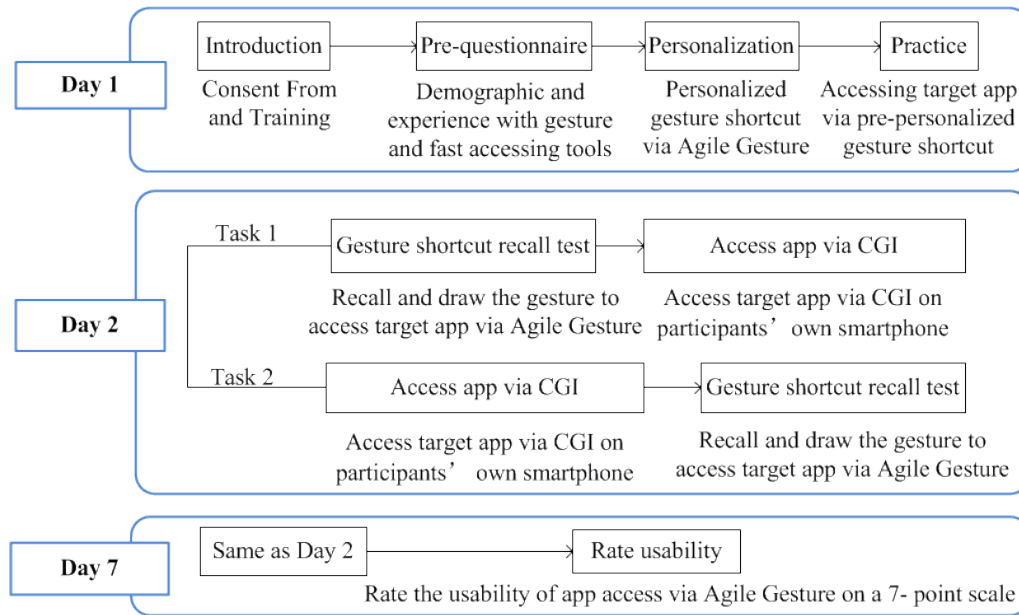 Day 1
Introduction
Consent From
and Training
Pre-questionnaire
Demographic and
experience with gesture
and fast accessing tools
Personalization
Personalized
gesture shortcut
via Agile Gesture
Practice
Accessing target app
via pre-personalized
gesture shortcut
Day 2
Task 1
Gesture shortcut recall test
Recall and draw the gesture to
access target app via Agile Gesture
Access app via CGI
Access target app via CGI on
participants’ own smartphone
Task 2
Access app via CGI
Access target app via CGI on
participants’ own smartphone
Gesture shortcut recall test
Recall and draw the gesture to
access target app via Agile Gesture
Day 7
Same as Day 2
Rate usability
Rate the usability of app access via Agile Gesture on a 7- point scale